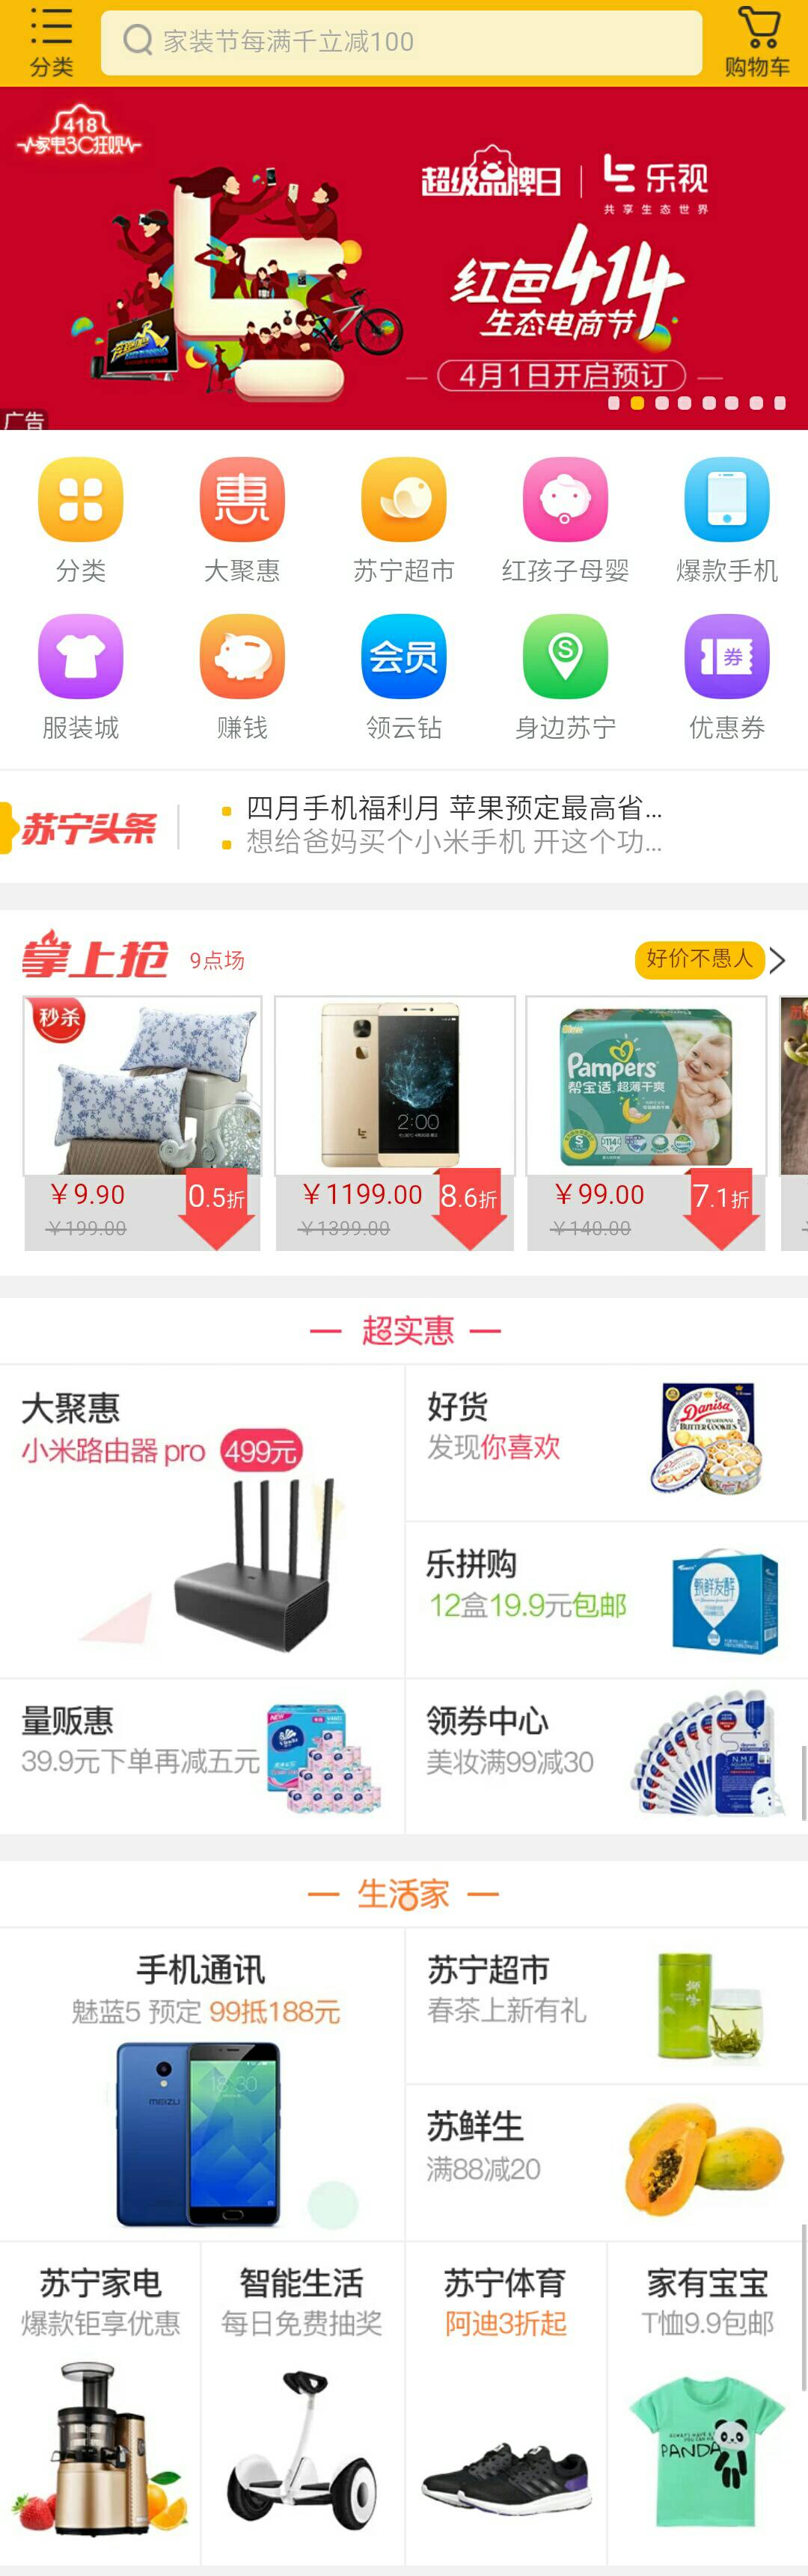 分类
家装节每满千立减100
购物车
418
家电3C狂欢
超级品牌日
乐视
共享生态世界
红色414
生态电商节
4月1日开启预订
广告
分类
大聚惠
苏宁超市
红孩子母婴
爆款手机
惠
会员
S
券
服装城
赚钱
领云钻
身边苏宁
优惠券
苏宁头条
四月手机福利月 苹果预定最高省...
想给爸妈买个小米手机 开这个功...
掌上抢
9点场
好价不愚人
秒杀
2:00
Pampers
帮宝适 超薄干爽
S
114
￥9.90
￥199.00
0.5折
￥1199.00
￥1399.00
8.6折
￥99.00
￥140.00
7.1折
超实惠
大聚惠
小米路由器 pro 499元
好货
发现你喜欢
Danisa
TRADITIONAL
BUTTER COOKIES
乐拼购
12盒19.9元包邮
甄鲜发酵
量贩惠
39.9元下单再减五元
NEW
Vinda
领券中心
美妆满99减30
N.M.F
生活家
手机通讯
魅蓝5 预定 99抵188元
MEIZU
18:30
苏宁超市
春茶上新有礼
苏鲜生
满88减20
苏宁家电
爆款钜享优惠
智能生活
每日免费抽奖
苏宁体育
阿迪3折起
家有宝宝
T恤9.9包邮
PANDA